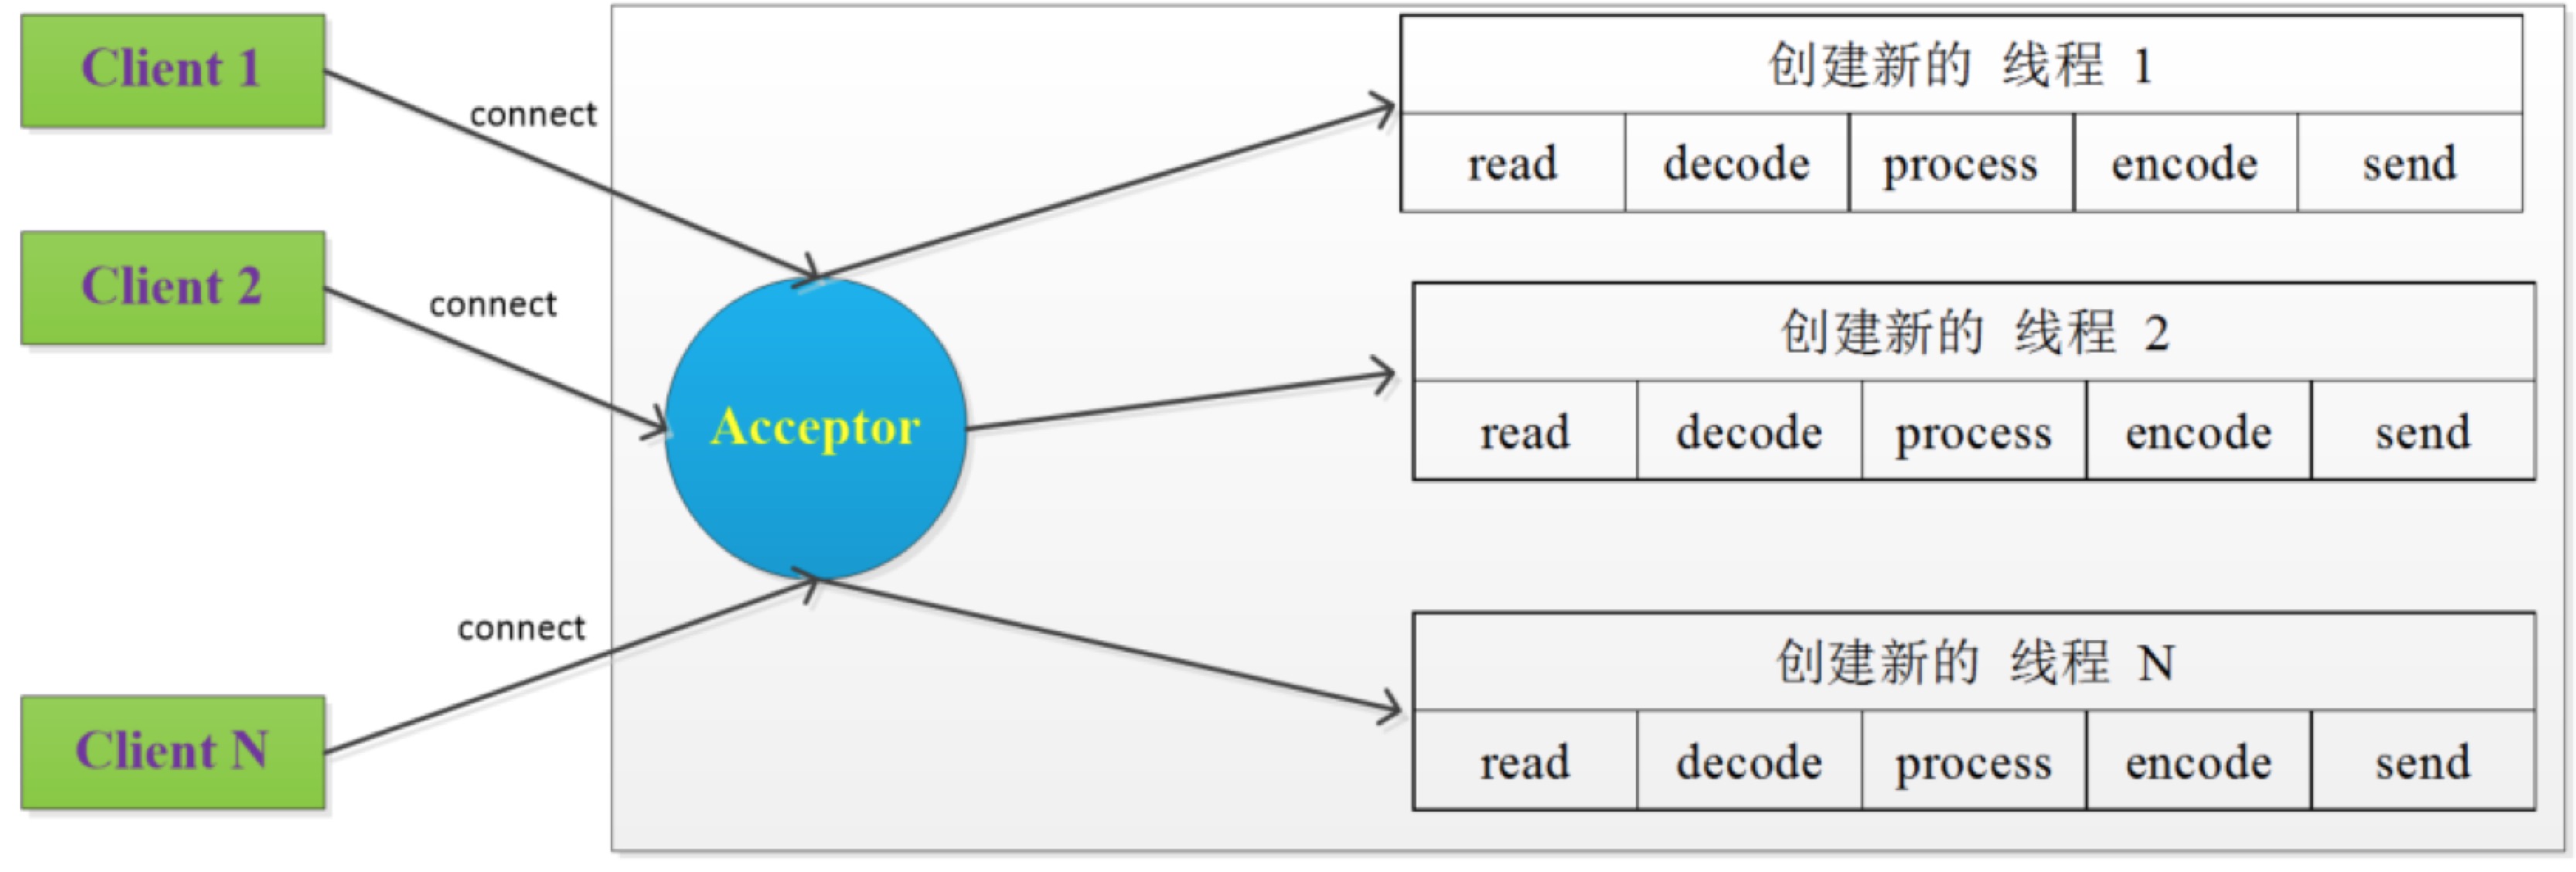 Client 1
connect
创建新的 线程 1
read decode process encode send
Client 2
connect
创建新的 线程 2
read decode process encode send
Acceptor
Client N
connect
创建新的 线程 N
read decode process encode send